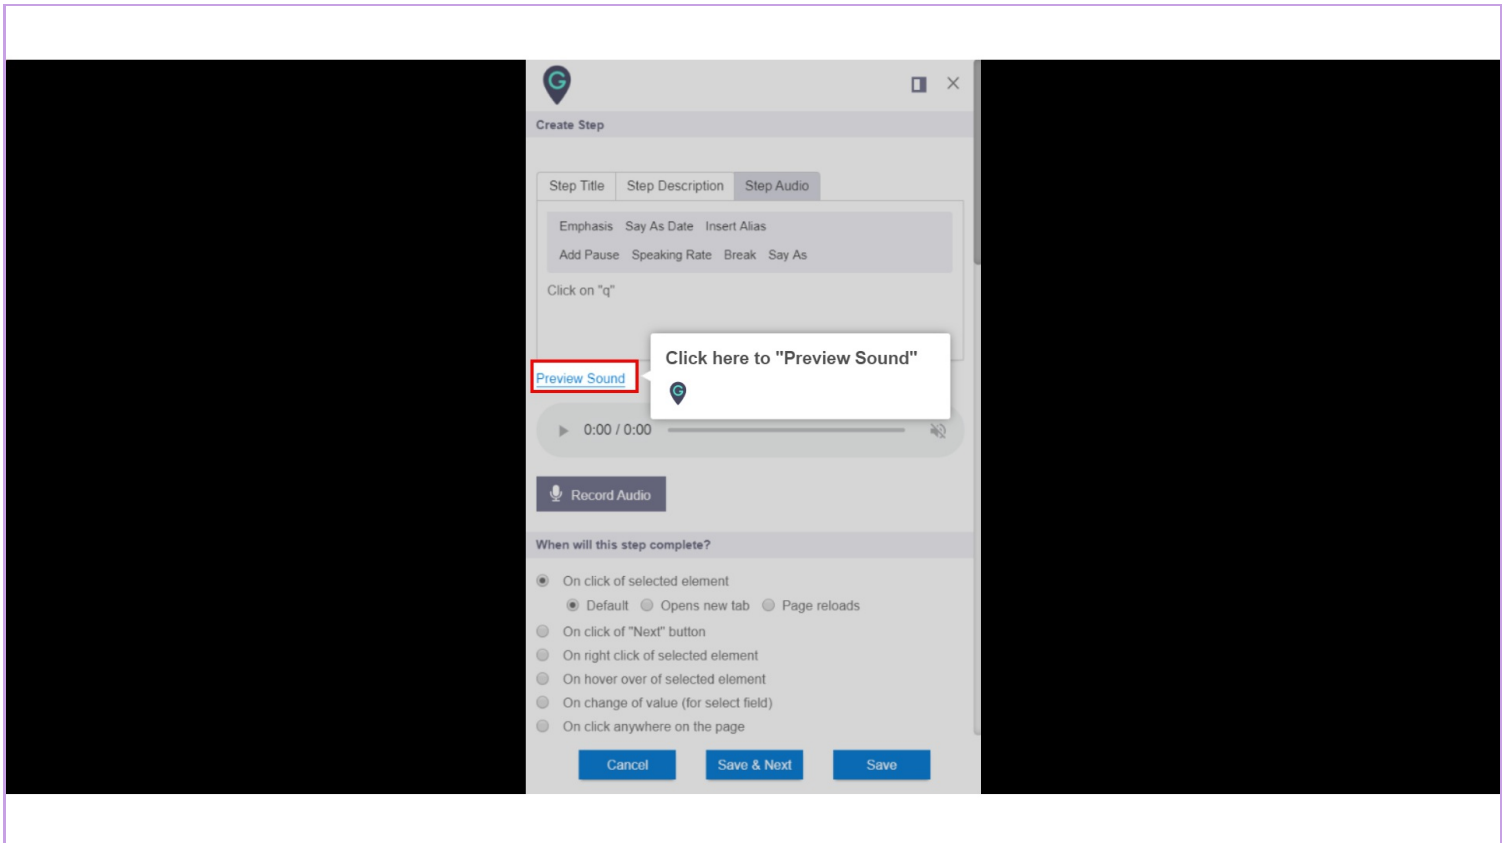 G
Create Step
Step Title Step Description Step Audio
Emphasis Say As Date Insert Alias
Add Pause Speaking Rate Break Say As
Click on "q"
Click here to "Preview Sound"
G
Preview Sound
0:00 / 0:00
Record Audio
When will this step complete?
On click of selected element
Default Opens new tab Page reloads
On click of "Next" button
On right click of selected element
On hover over of selected element
On change of value (for select field)
On click anywhere on the page
Cancel Save & Next Save